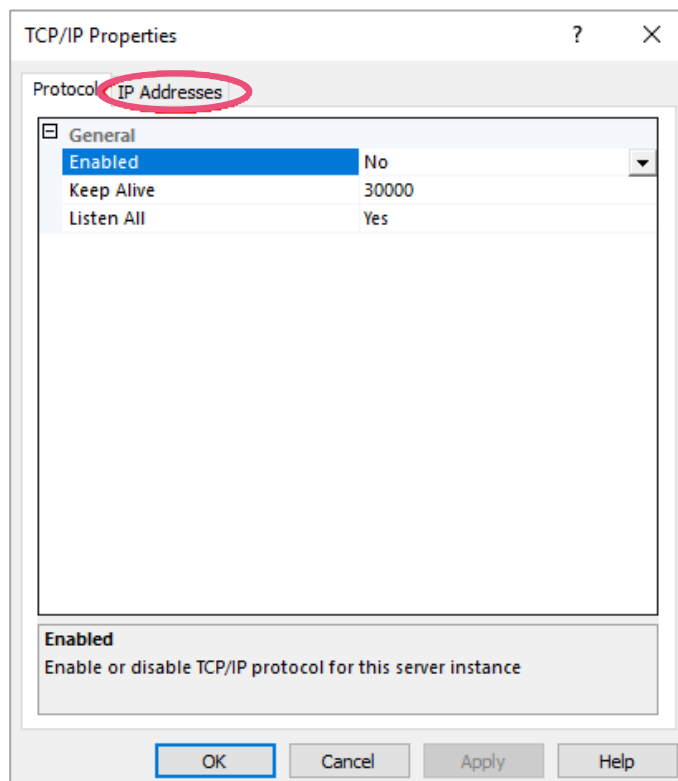 TCP/IP Properties ?
Protocol IP Addresses
General
Enabled No
Keep Alive 30000
Listen All Yes
Enabled
Enable or disable TCP/IP protocol for this server instance
OK Cancel Apply Help